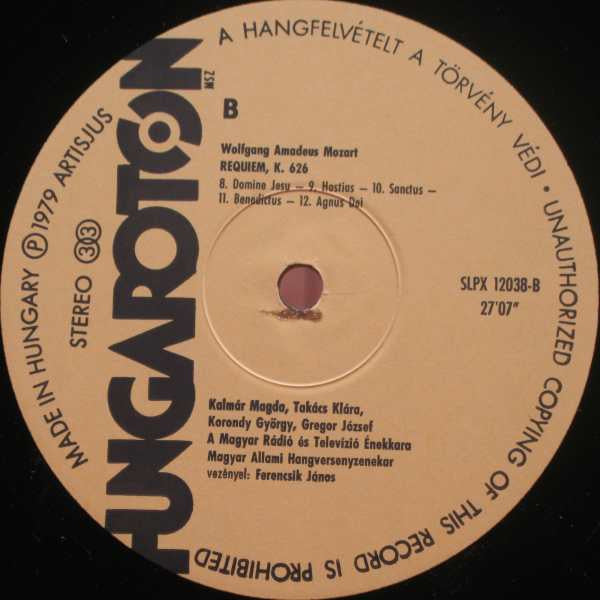 A HANGFELVÉTELT A TÖRVÉNY VÉDI • UNAUTHORIZED COPYING OF THIS RECORD IS PROHIBITED
MADE IN HUNGARY Ⓟ 1979 ARTISJUS
STEREO 33
HUNGAROTON
MSZ
B
Wolfgang Amadeus Mozart
REQUIEM, K. 626
8. Domine Jesu – 9. Hostias – 10. Sanctus –
11. Benedictus – 12. Agnus Dei
SLPX 12038-B
27'07"
Kalmár Magda, Takács Klára,
Korondy György, Gregor József
A Magyar Rádió és Televízió Énekkara
Magyar Állami Hangversenyzenekar
vezényel: Ferencsik János